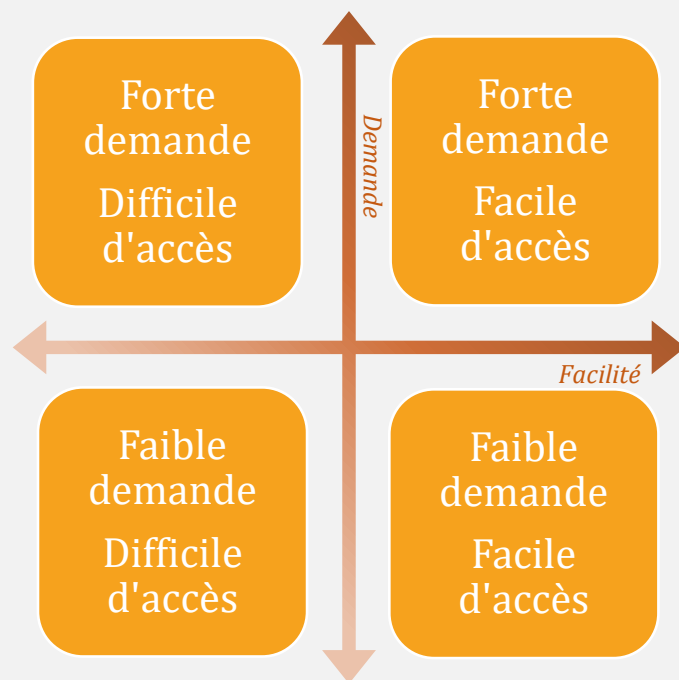 Forte
demande
Difficile
d'accès
Demande
Forte
demande
Facile
d'accès
Facilité
Faible
demande
Difficile
d'accès
Faible
demande
Facile
d'accès